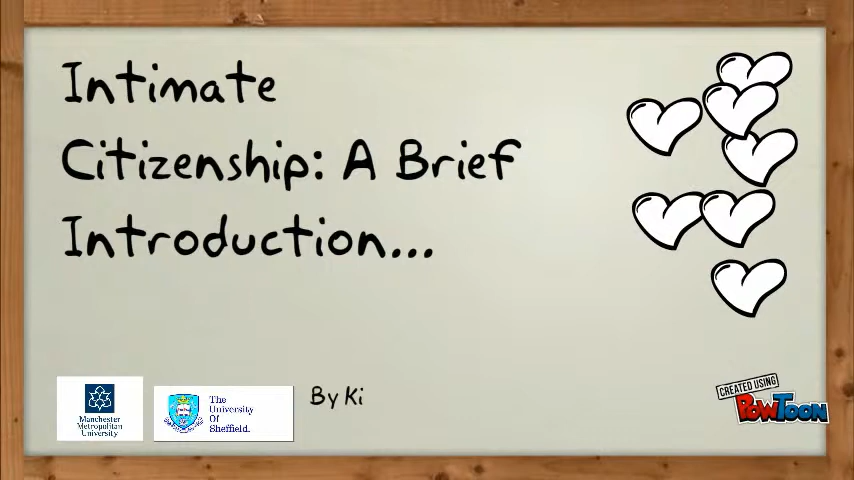 Intimate
Citizenship: A Brief
Introduction...
Manchester
Metropolitan
University
The
University
Of
Sheffield.
By Ki
CREATED USING
POWTOON